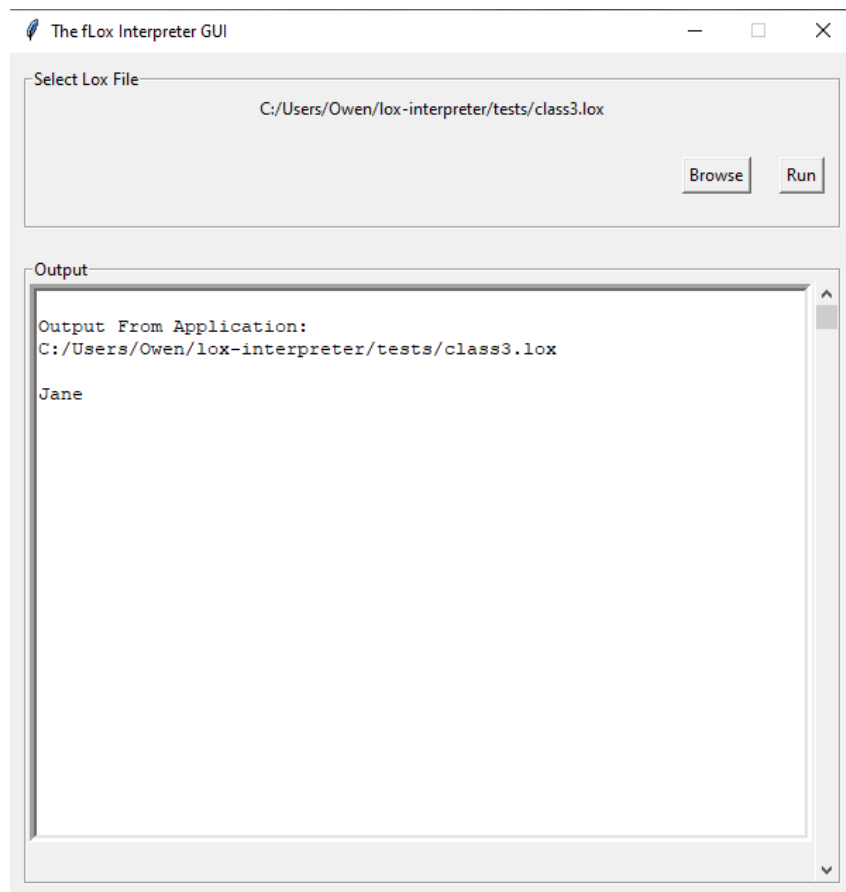 The fLox Interpreter GUI
Select Lox File
C:/Users/Owen/lox-interpreter/tests/class3.lox
Browse Run
Output
Output From Application:
C:/Users/Owen/lox-interpreter/tests/class3.lox
Jane